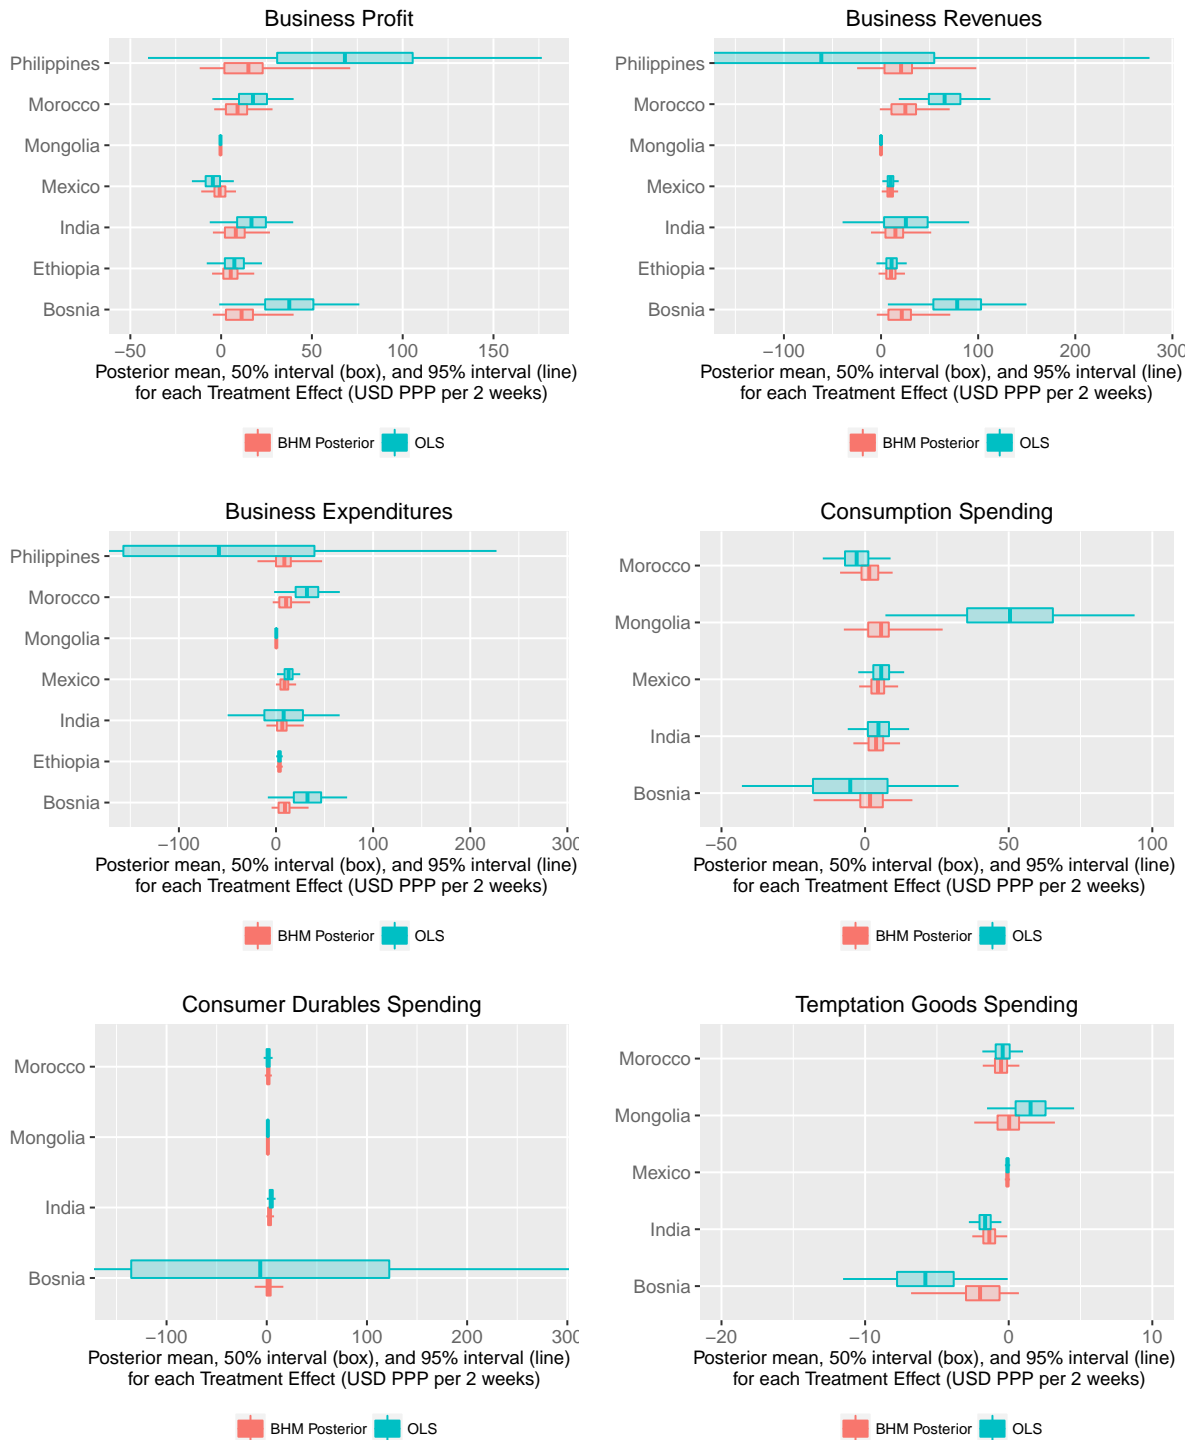 Business Profit
Philippines
Morocco
Mongolia
Mexico
India
Ethiopia
Bosnia
−50 0 50 100 150
Posterior mean, 50% interval (box), and 95% interval (line)
for each Treatment Effect (USD PPP per 2 weeks)
BHM Posterior OLS
Business Revenues
Philippines
Morocco
Mongolia
Mexico
India
Ethiopia
Bosnia
−100 0 100 200 300
Posterior mean, 50% interval (box), and 95% interval (line)
for each Treatment Effect (USD PPP per 2 weeks)
BHM Posterior OLS
Business Expenditures
Philippines
Morocco
Mongolia
Mexico
India
Ethiopia
Bosnia
−100 0 100 200 300
Posterior mean, 50% interval (box), and 95% interval (line)
for each Treatment Effect (USD PPP per 2 weeks)
BHM Posterior OLS
Consumption Spending
Morocco
Mongolia
Mexico
India
Bosnia
−50 0 50 100
Posterior mean, 50% interval (box), and 95% interval (line)
for each Treatment Effect (USD PPP per 2 weeks)
BHM Posterior OLS
Consumer Durables Spending
Morocco
Mongolia
India
Bosnia
−100 0 100 200 300
Posterior mean, 50% interval (box), and 95% interval (line)
for each Treatment Effect (USD PPP per 2 weeks)
BHM Posterior OLS
Temptation Goods Spending
Morocco
Mongolia
Mexico
India
Bosnia
−20 −10 0 10
Posterior mean, 50% interval (box), and 95% interval (line)
for each Treatment Effect (USD PPP per 2 weeks)
BHM Posterior OLS